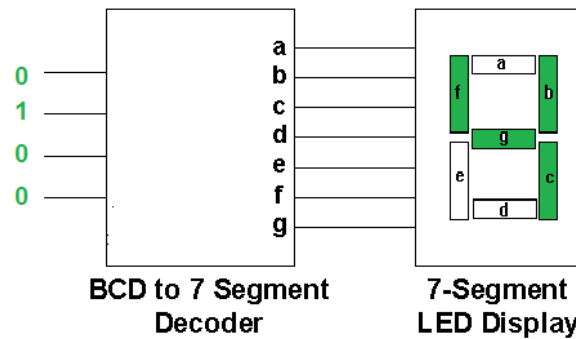 0
1
0
0
a
b
c
d
e
f
g
a
f
b
g
e
c
d
BCD to 7 Segment
Decoder
7-Segment
LED Display